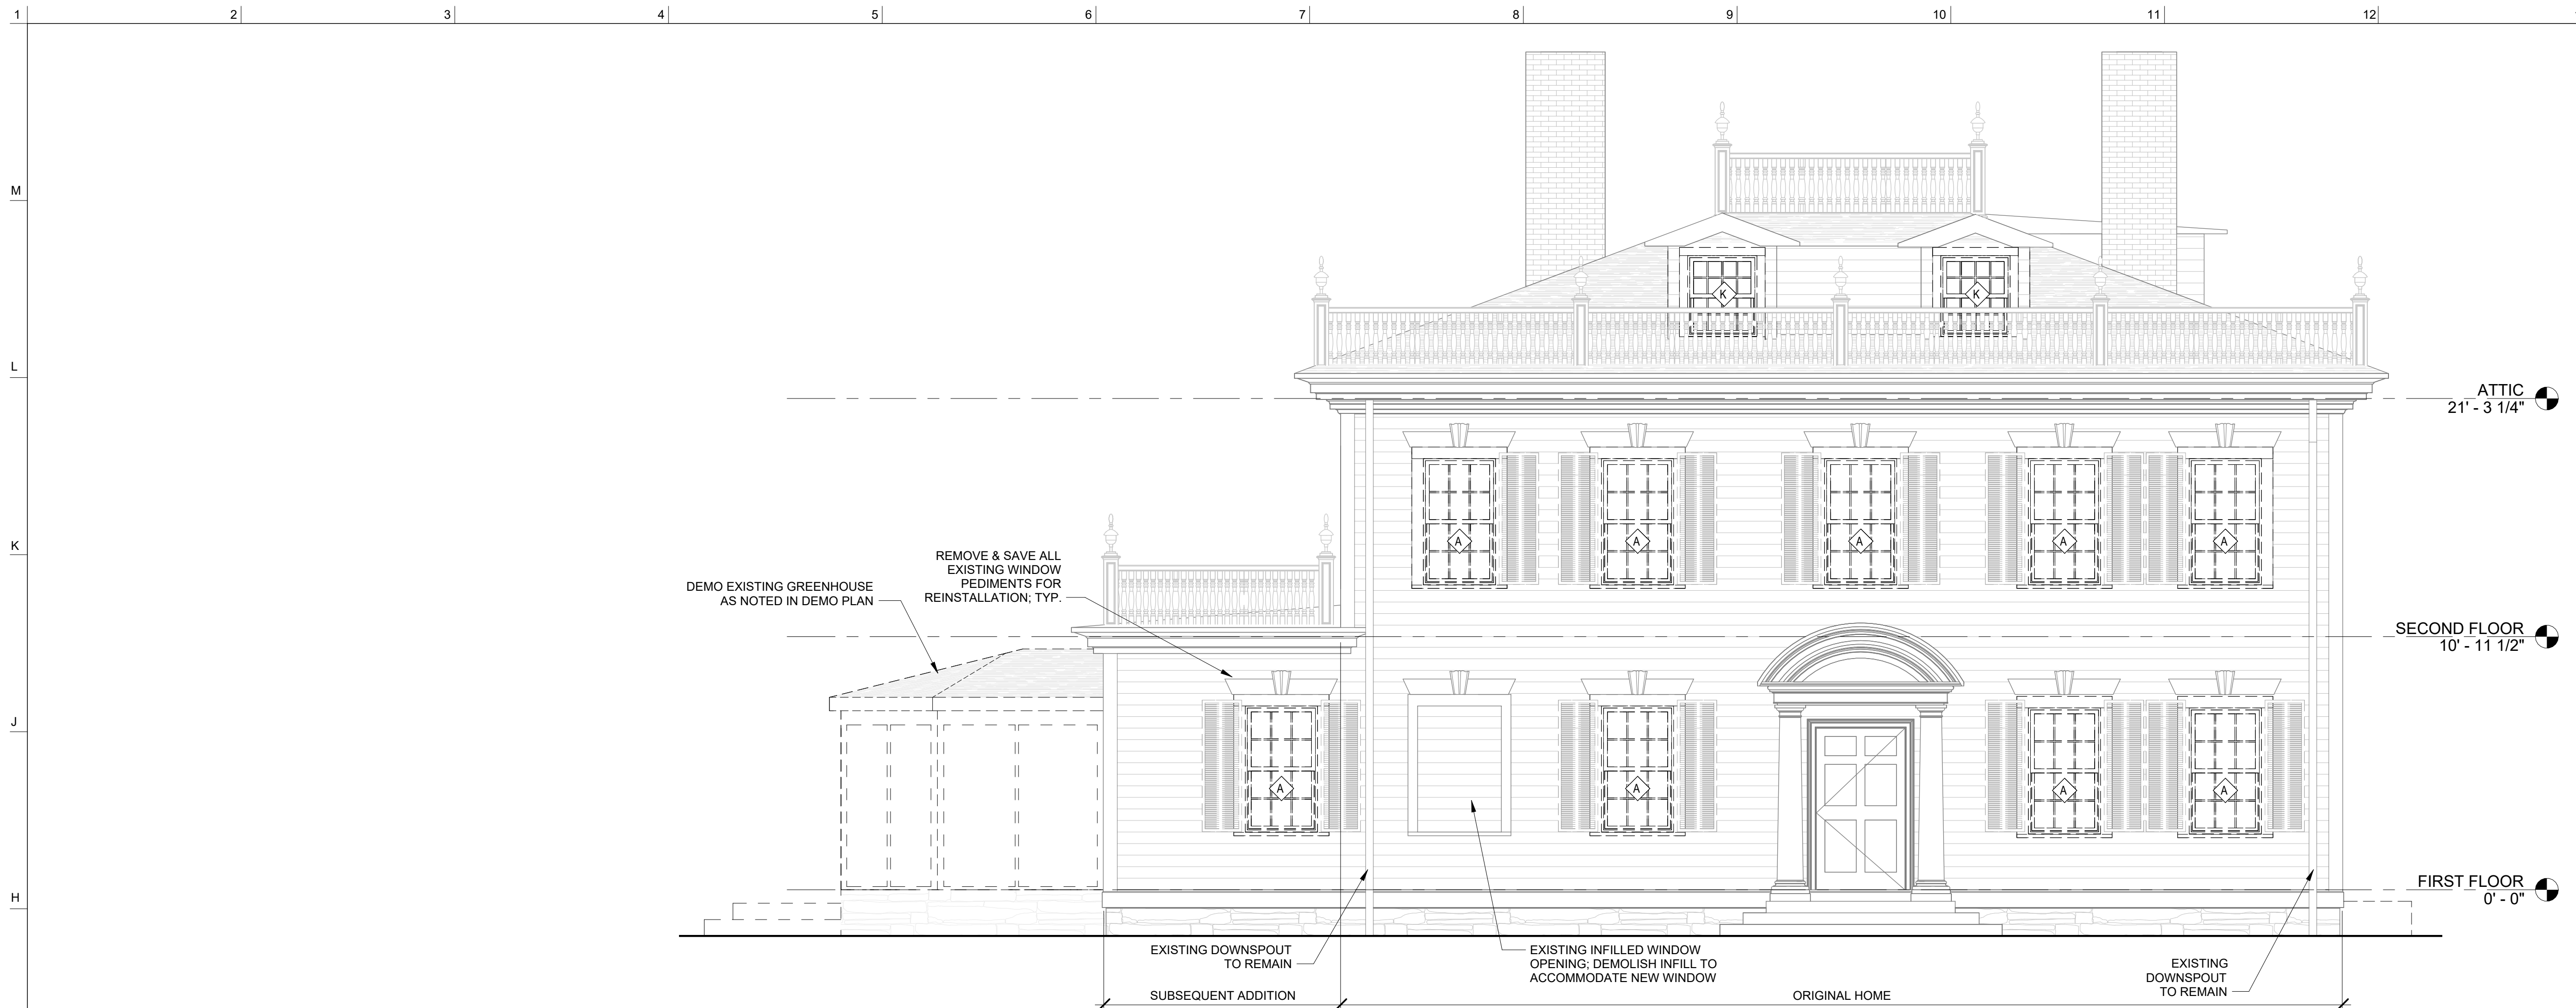 1 2 3 4 5 6 7 8 9 10 11 12
M
L
K
J
H
K K
ATTIC
21' - 3 1/4"
A A A A A
REMOVE & SAVE ALL
EXISTING WINDOW
PEDIMENTS FOR
REINSTALLATION; TYP.
DEMO EXISTING GREENHOUSE
AS NOTED IN DEMO PLAN
SECOND FLOOR
10' - 11 1/2"
A A A A
FIRST FLOOR
0' - 0"
EXISTING DOWNSPOUT
TO REMAIN
EXISTING INFILLED WINDOW
OPENING; DEMOLISH INFILL TO
ACCOMMODATE NEW WINDOW
EXISTING
DOWNSPOUT
TO REMAIN
SUBSEQUENT ADDITION
ORIGINAL HOME